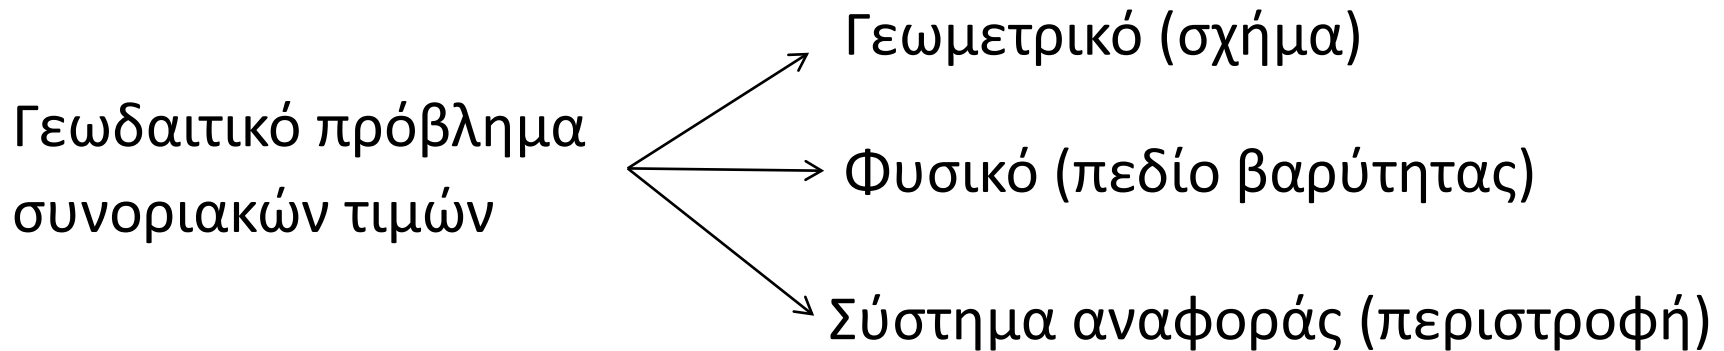 Γεωδαιτικό πρόβλημα
συνοριακών τιμών
Γεωμετρικό (σχήμα)
Φυσικό (πεδίο βαρύτητας)
Σύστημα αναφοράς (περιστροφή)